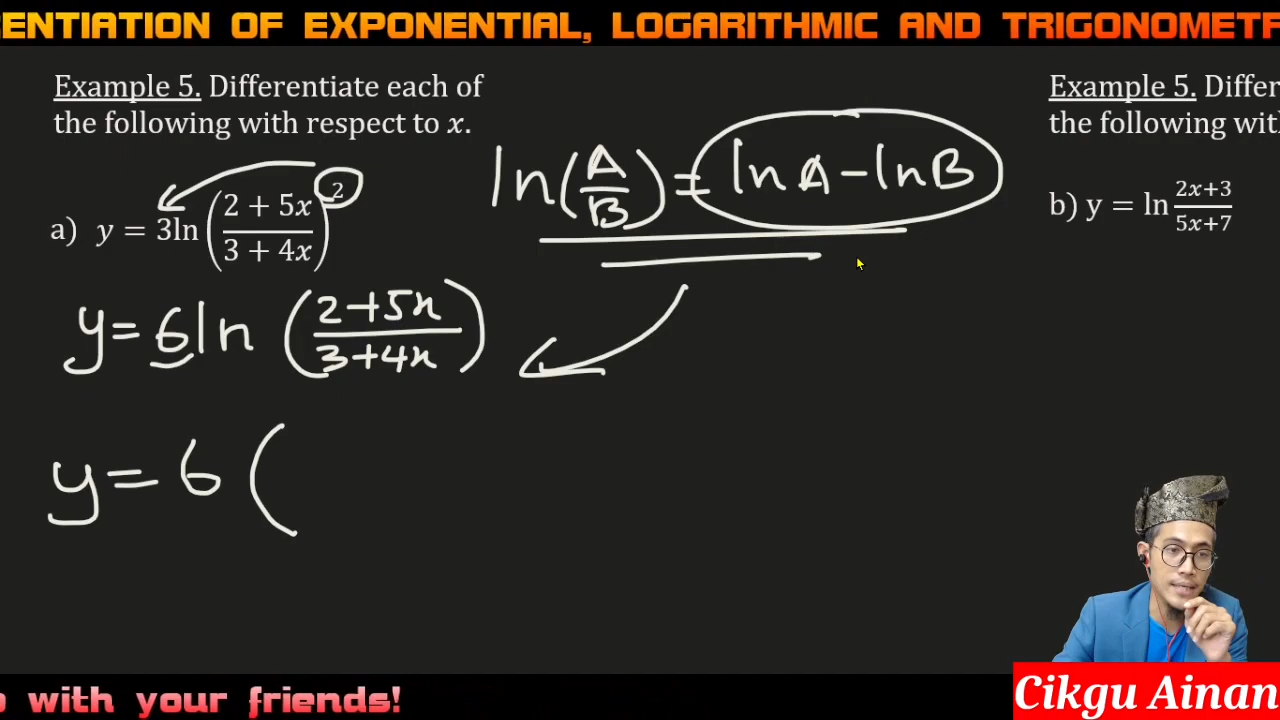 ENTIATION OF EXPONENTIAL, LOGARITHMIC AND TRIGONOMETR
Example 5. Differentiate each of
the following with respect to x.
a) y = 3ln((2 + 5x)/(3 + 4x))^2
y = 6ln((2+5x)/(3+4x))
y = 6 (
ln(A/B) = ln A - ln B
Example 5. Differ
the following wit
b) y = ln (2x+3)/(5x+7)
with your friends!
Cikgu Ainan